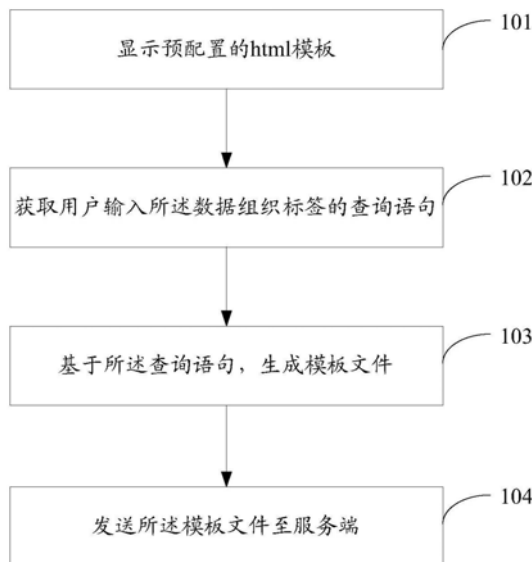 显示预配置的html模板
101
获取用户输入所述数据组织标签的查询语句
102
基于所述查询语句，生成模板文件
103
发送所述模板文件至服务端
104